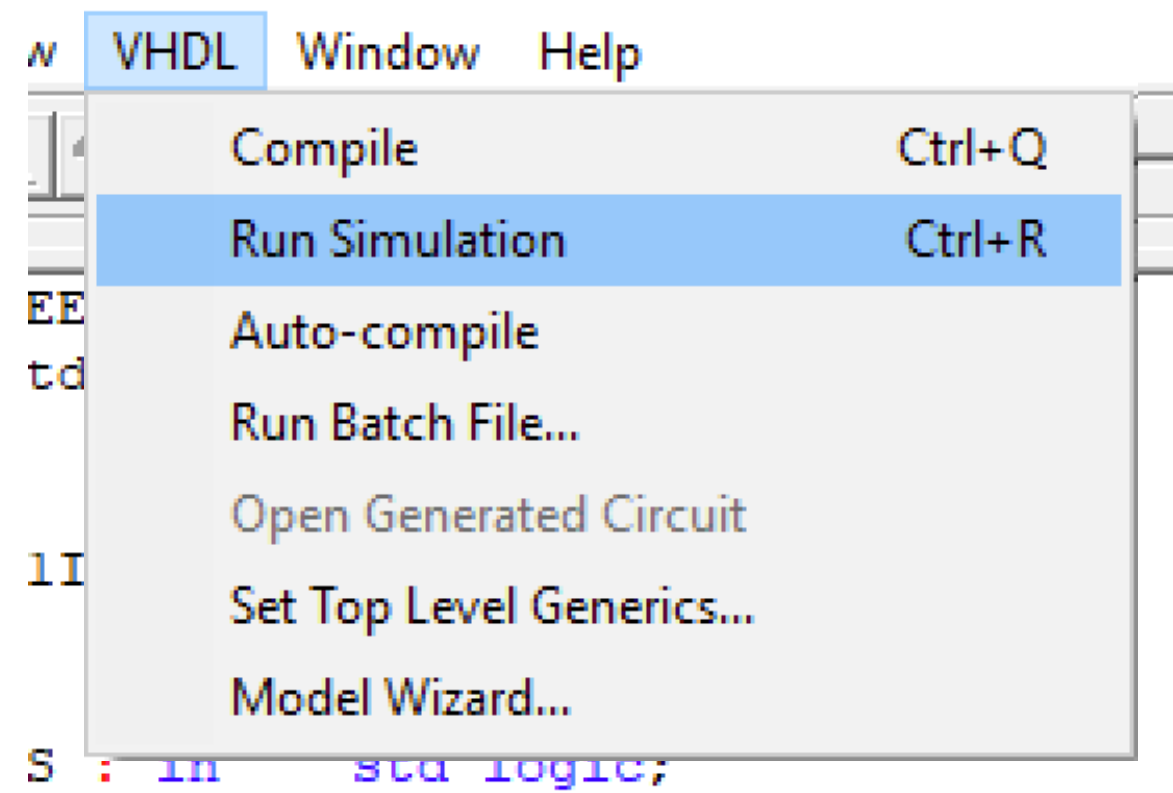 w VHDL Window Help
Compile Ctrl+Q
Run Simulation Ctrl+R
EE
Auto-compile
td
Run Batch File...
Open Generated Circuit
lI
Set Top Level Generics...
Model Wizard...
S : in std logic;